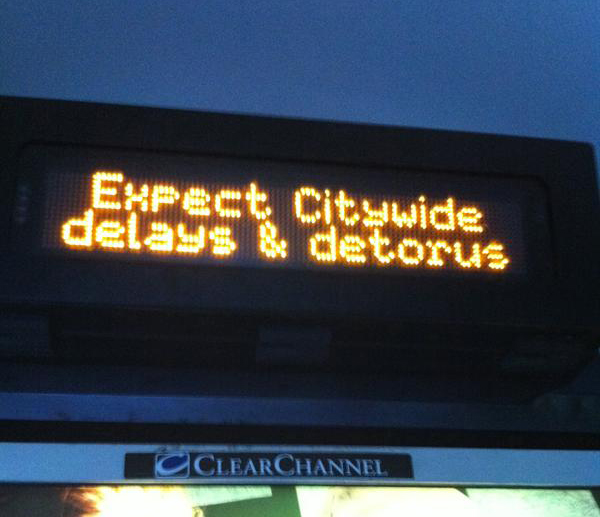 Expect Citywide
delays & detorus
CLEARCHANNEL